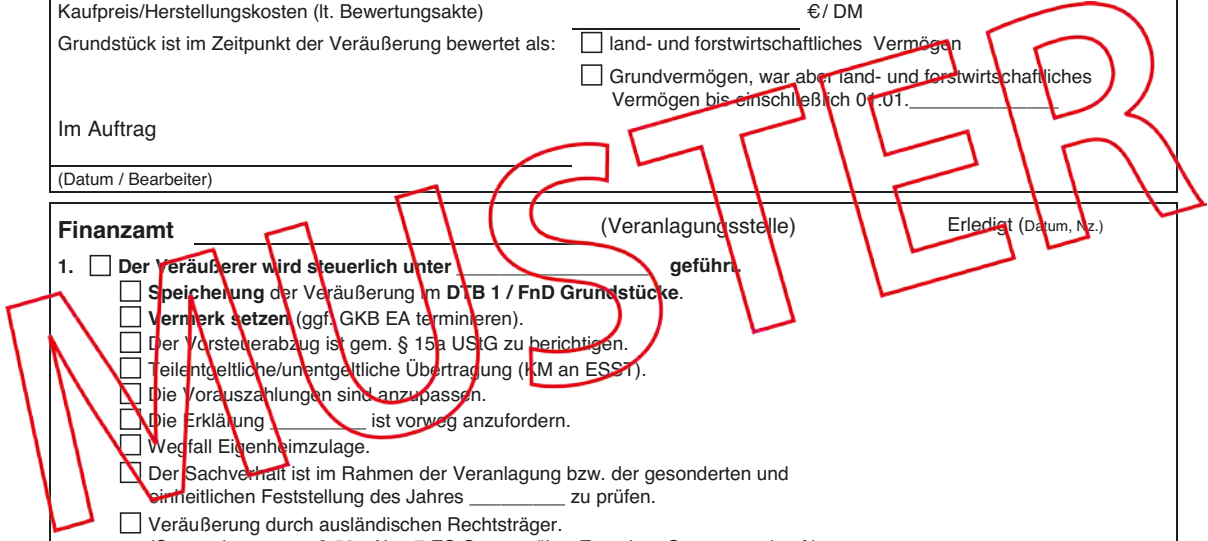 Kaufpreis/Herstellungskosten (lt. Bewertungsakte) €/ DM
Grundstück ist im Zeitpunkt der Veräußerung bewertet als: ☐ land- und forstwirtschaftliches Vermögen
☐ Grundvermögen, war aber land- und forstwirtschaftliches
Vermögen bis einschließlich 01.01.________________
Im Auftrag
(Datum / Bearbeiter)
MUSTER
Finanzamt (Veranlagungsstelle) Erledigt (Datum, Nz.)
1. ☐ Der Veräußerer wird steuerlich unter ____________________ geführt.
☐ Speicherung der Veräußerung im DTB 1 / FnD Grundstücke.
☐ Vermerk setzen (ggf. GKB EA terminieren).
☐ Der Vorsteuerabzug ist gem. § 15a UStG zu berichtigen.
☐ Teilentgeltliche/unentgeltliche Übertragung (KM an ESST).
☐ Die Vorauszahlungen sind anzupassen.
☐ Die Erklärung __________ ist vorweg anzufordern.
☐ Wegfall Eigenheimzulage.
☐ Der Sachverhalt ist im Rahmen der Veranlagung bzw. der gesonderten und
einheitlichen Feststellung des Jahres __________ zu prüfen.
☐ Veräußerung durch ausländischen Rechtsträger.